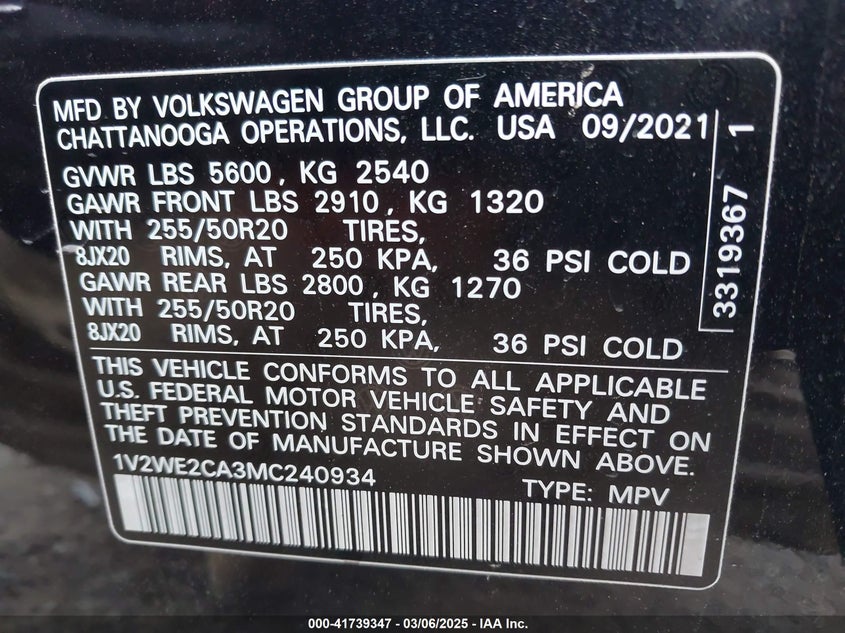 MFD BY VOLKSWAGEN GROUP OF AMERICA
CHATTANOOGA OPERATIONS, LLC. USA 09/2021
GVWR LBS 5600, KG 2540
GAWR FRONT LBS 2910, KG 1320
WITH 255/50R20 TIRES,
8JX20 RIMS, AT 250 KPA, 36 PSI COLD
GAWR REAR LBS 2800, KG 1270
WITH 255/50R20 TIRES,
8JX20 RIMS, AT 250 KPA, 36 PSI COLD
THIS VEHICLE CONFORMS TO ALL APPLICABLE
U.S. FEDERAL MOTOR VEHICLE SAFETY AND
THEFT PREVENTION STANDARDS IN EFFECT ON
THE DATE OF MANUFACTURE SHOWN ABOVE.
1V2WE2CA3MC240934 TYPE: MPV
3319367 1
000-41739347 - 03/06/2025 - IAA Inc.